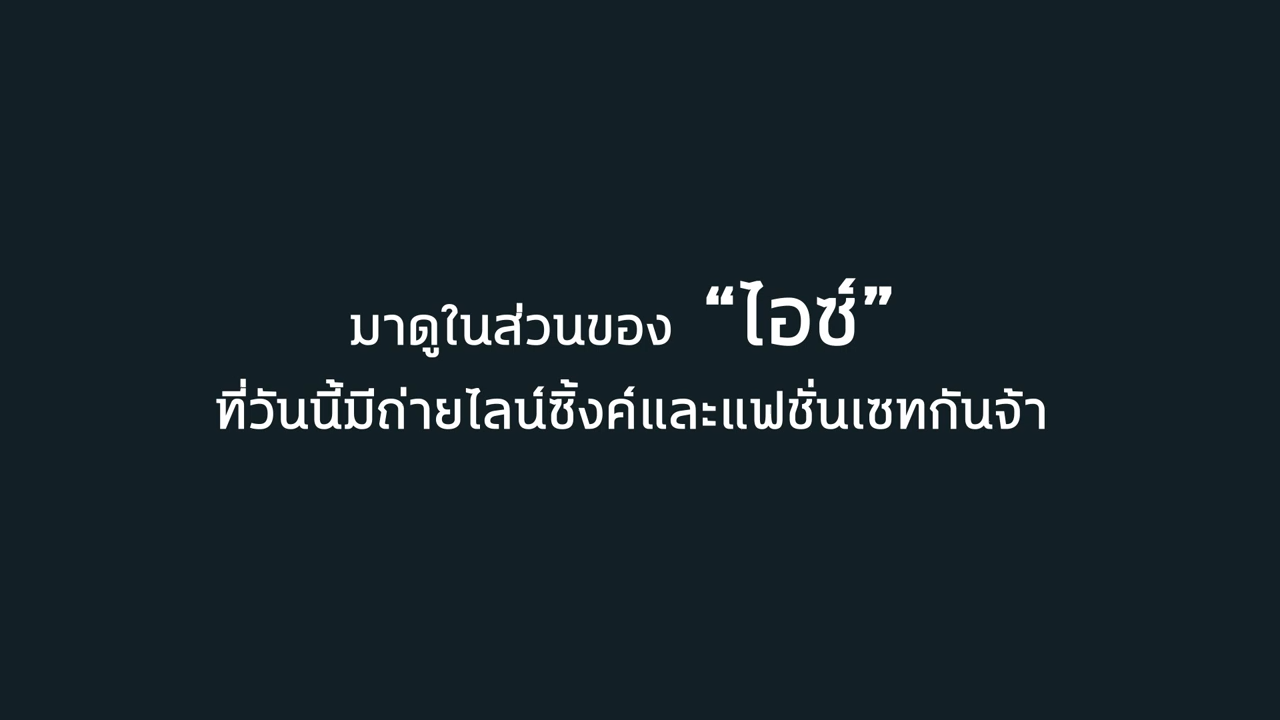 มาดูในส่วนของ “ไอซ์”
ที่วันนี้มีถ่ายไลน์ซิ้งค์และแฟชั่นเซทกันจ้า